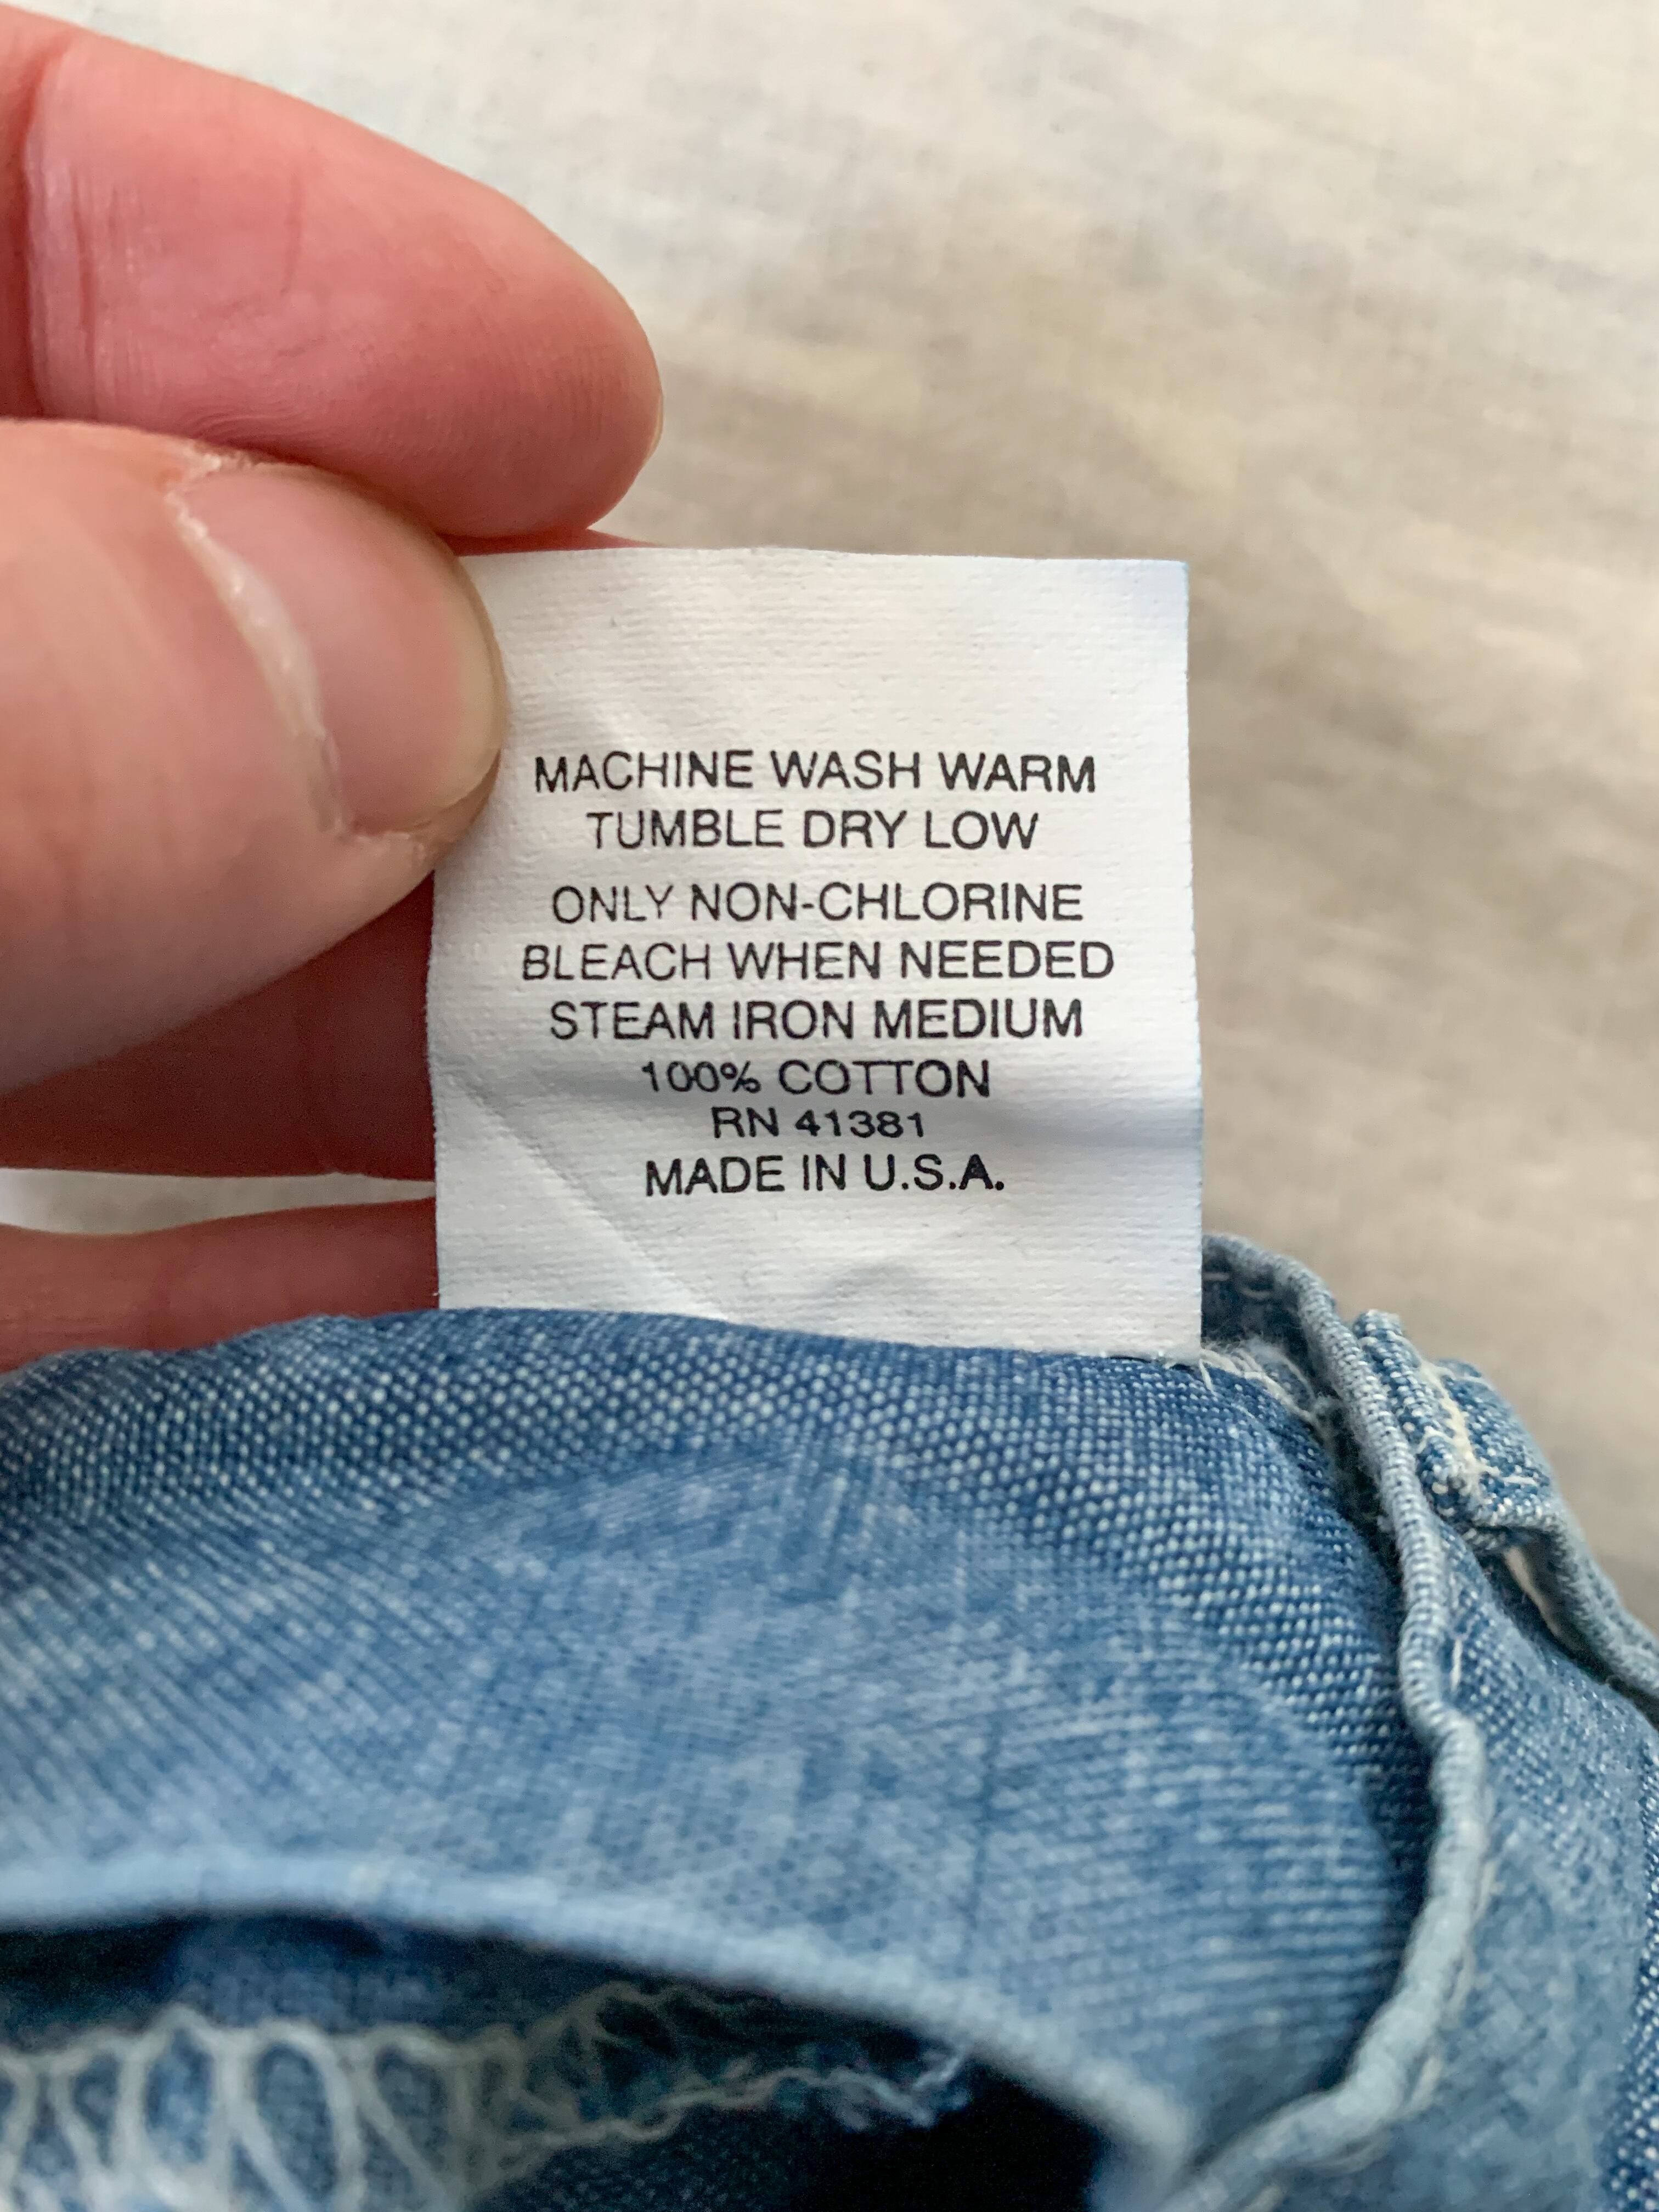 MACHINE WASH WARM
TUMBLE DRY LOW
ONLY NON-CHLORINE
BLEACH WHEN NEEDED
STEAM IRON MEDIUM
100% COTTON
RN 41381
MADE IN U.S.A.